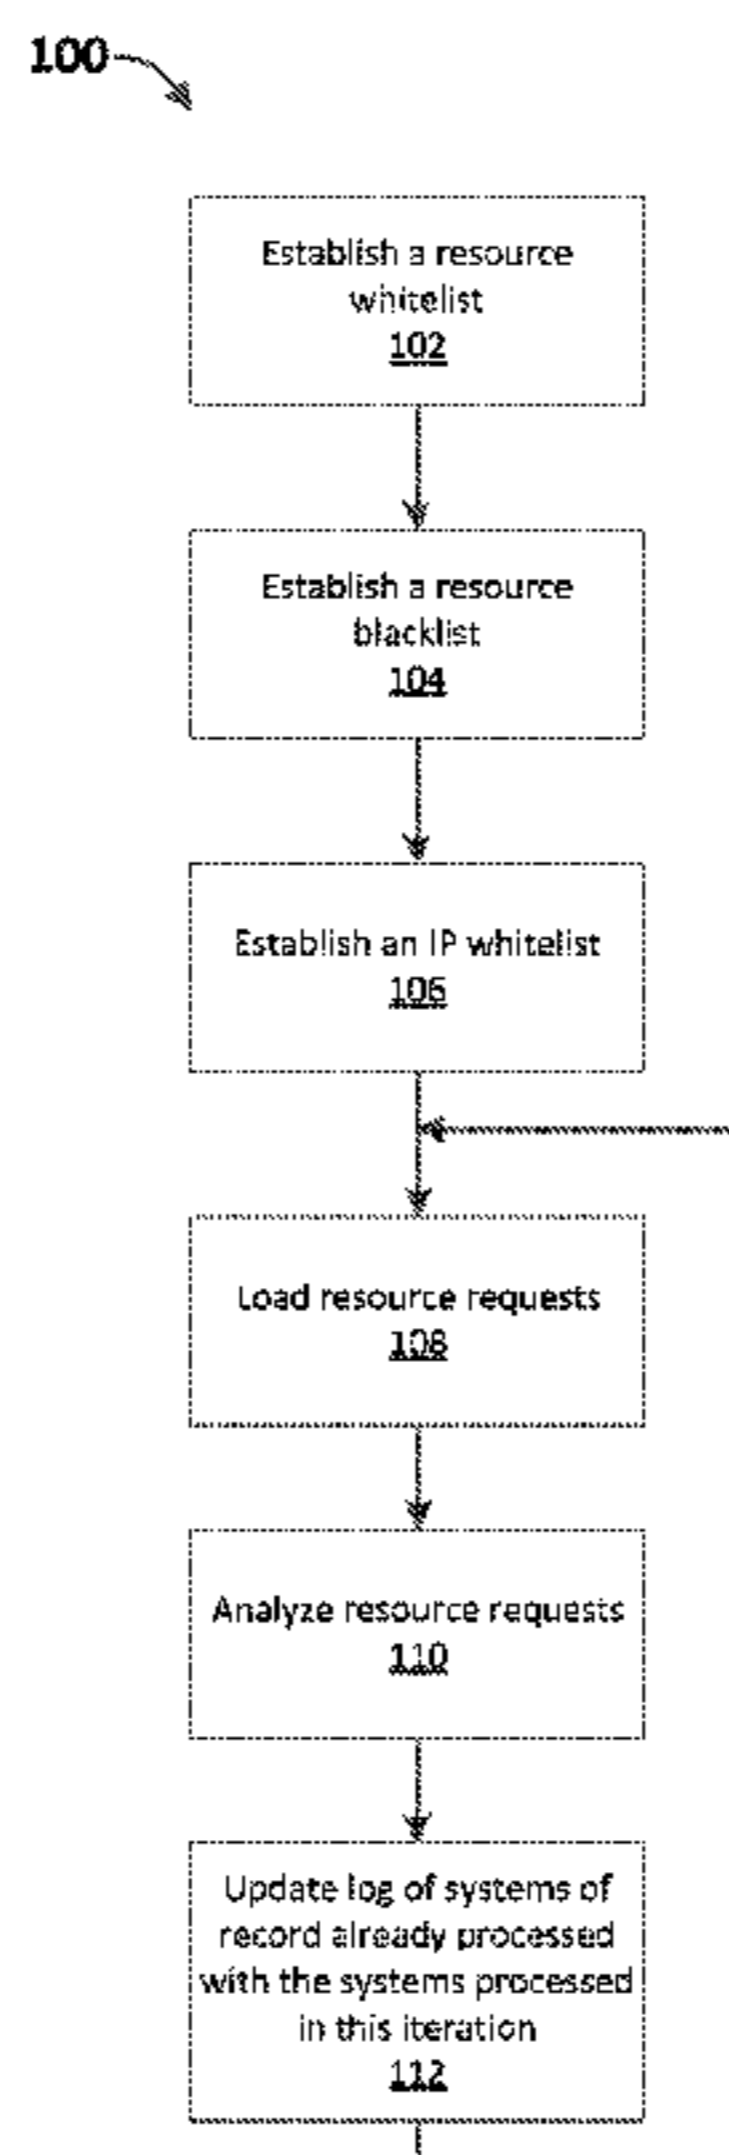 100
Establish a resource
whitelist
102
Establish a resource
blacklist
104
Establish an IP whitelist
106
Load resource requests
108
Analyze resource requests
110
Update log of systems of
record already processed
with the systems processed
in this iteration
112